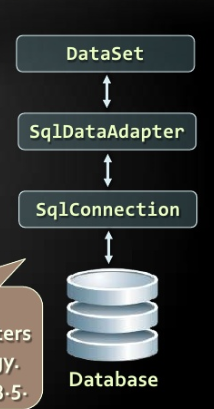 DataSet
SqlDataAdapter
SqlConnection
Database